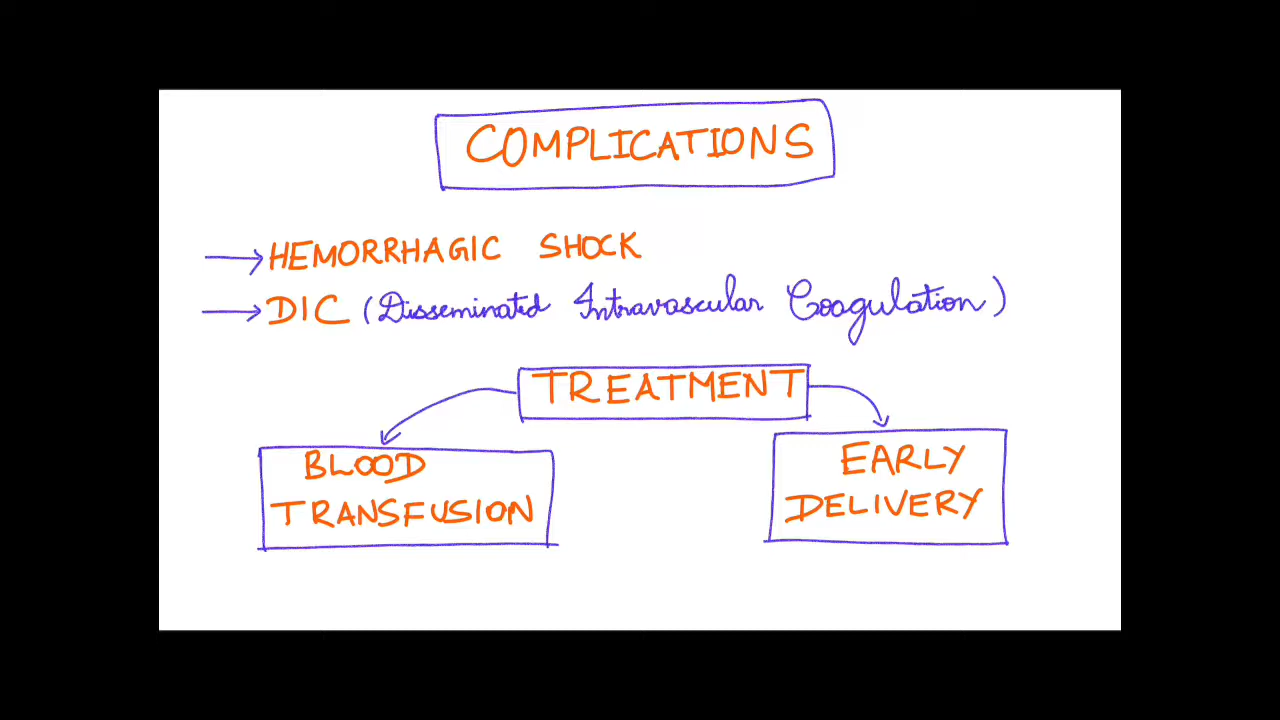 COMPLICATIONS
→ HEMORRHAGIC SHOCK
→ DIC (Disseminated Intravascular Coagulation)
TREATMENT
BLOOD
TRANSFUSION
EARLY
DELIVERY